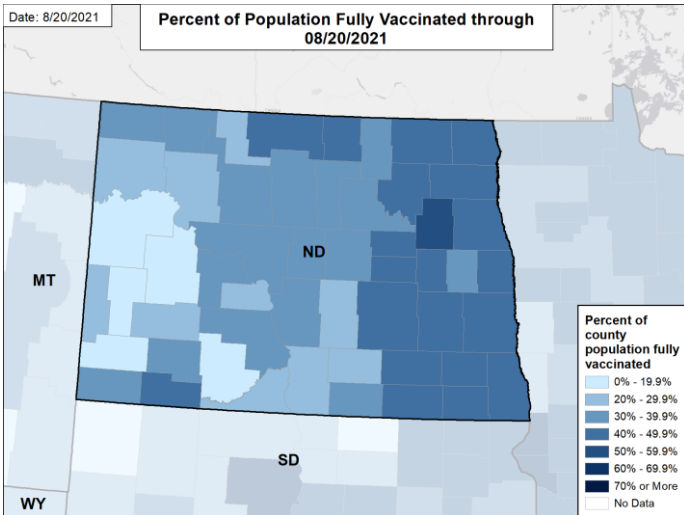 Date: 8/20/2021
Percent of Population Fully Vaccinated through
08/20/2021
ND
MT
SD
WY
Percent of
county
population fully
vaccinated
0% - 19.9%
20% - 29.9%
30% - 39.9%
40% - 49.9%
50% - 59.9%
60% - 69.9%
70% or More
No Data